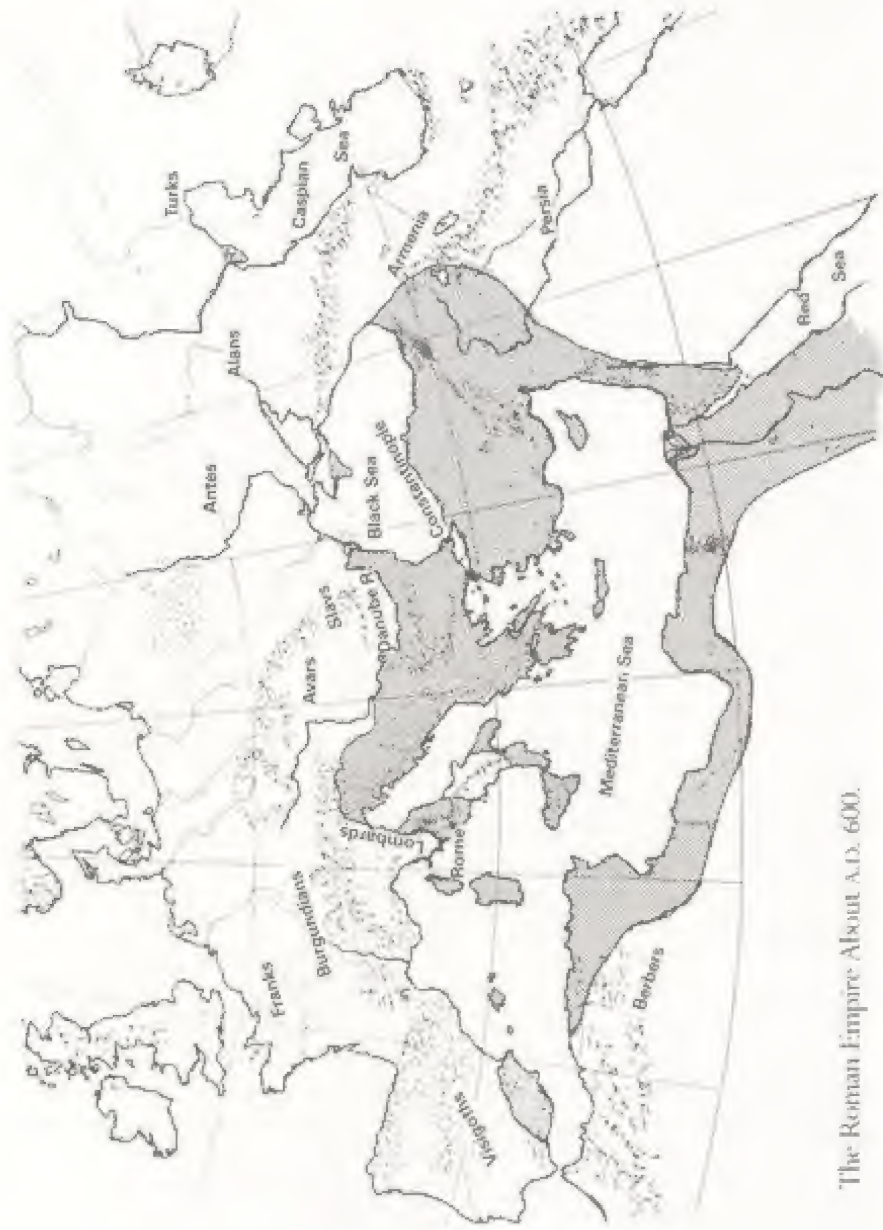 Turks
Caspian
Sea
Alans
Armenia
Persia
Antes
Black Sea
Constantinople
Red
Sea
Slavs
Danube R
Avars
Mediterranean Sea
Lombards
Rome
Burgundians
Franks
Berbers
Visigoths
The Roman Empire About A.D. 600.